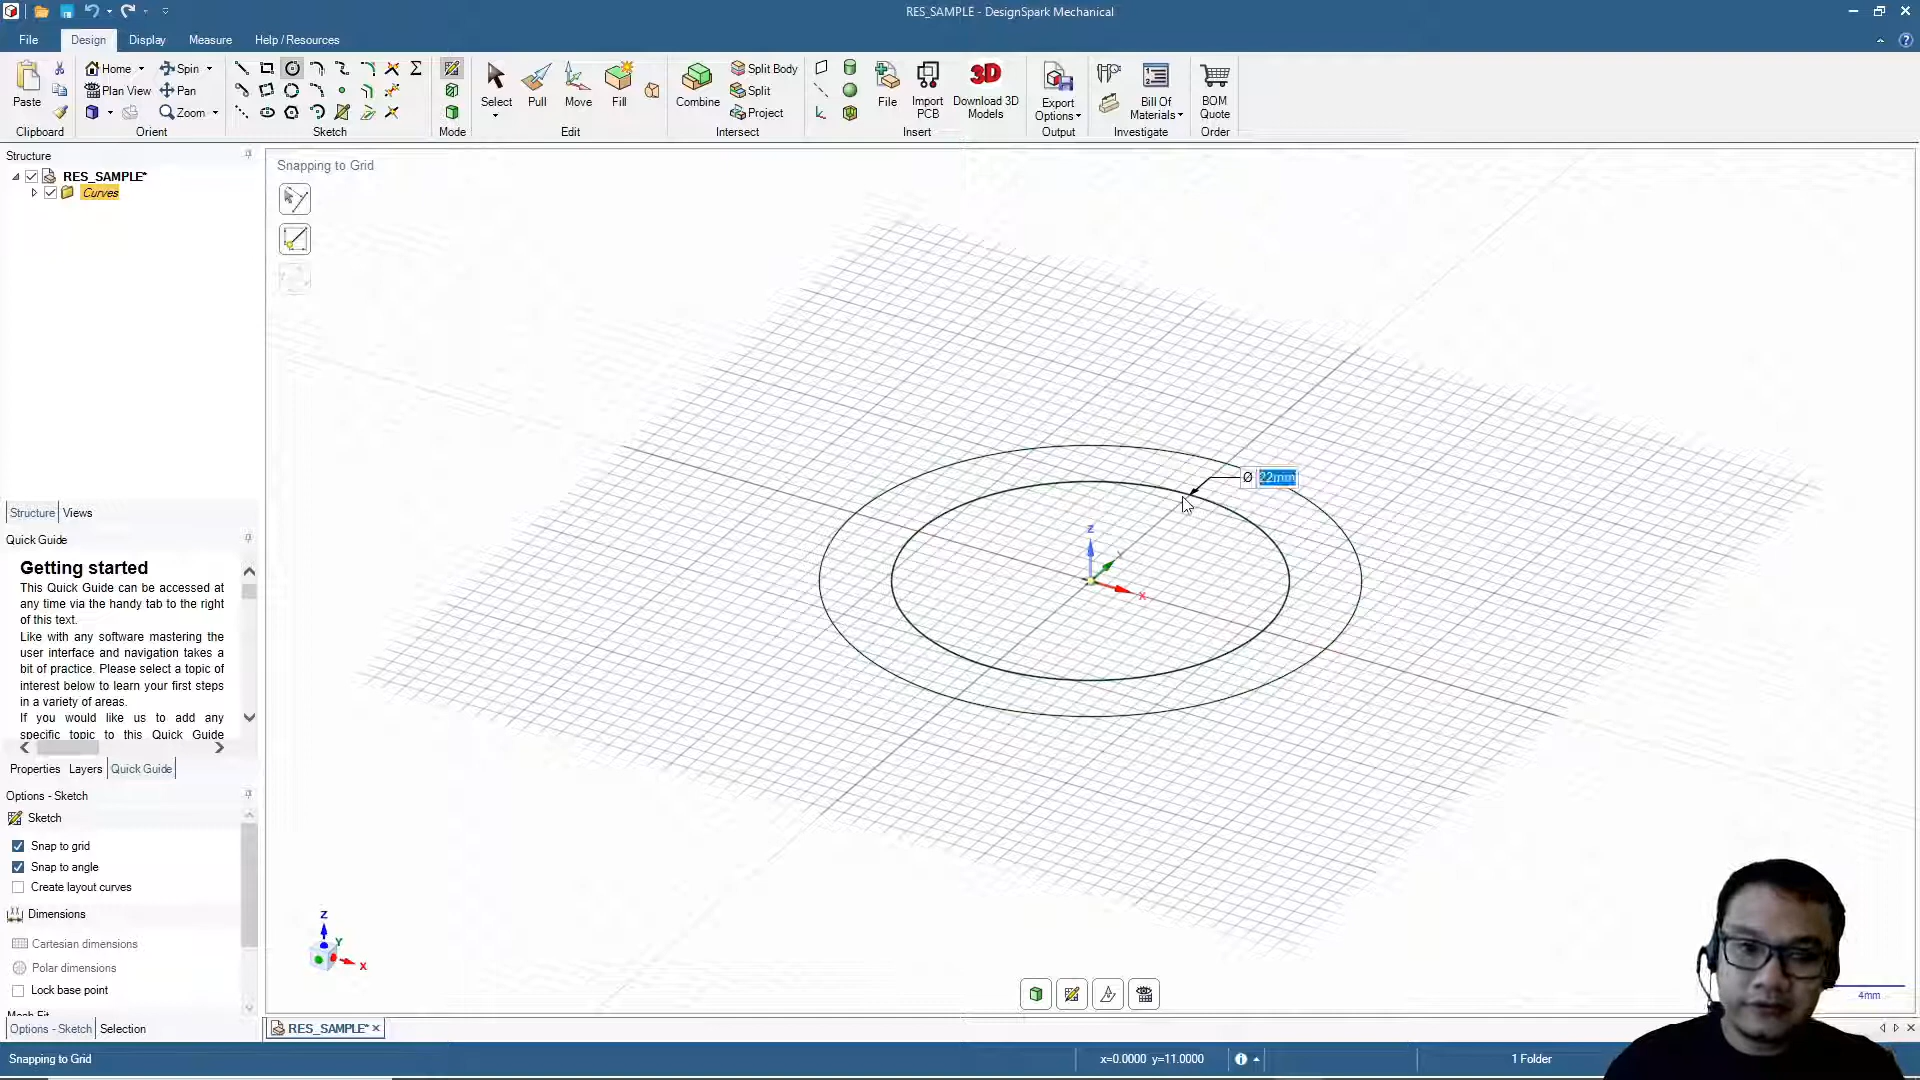 RES_SAMPLE - DesignSpark Mechanical
File
Design
Display
Measure
Help / Resources
Paste
Clipboard
Home
Spin
Plan View
Pan
Zoom
Orient
Sketch
Mode
Select
Pull
Move
Fill
Edit
Combine
Split Body
Split
Project
Intersect
File
Import
PCB
3D
Download 3D
Models
Insert
Export
Options
Output
Bill Of
Materials
Investigate
BOM
Quote
Order
Structure
RES_SAMPLE*
Curves
Structure
Views
Quick Guide
Getting started
This Quick Guide can be accessed at
any time via the handy tab to the right
of this text.
Like with any software mastering the
user interface and navigation takes a
bit of practice. Please select a topic of
interest below to learn your first steps
in a variety of areas.
If you would like us to add any
specific topic to this Quick Guide
Properties
Layers
Quick Guide
Options - Sketch
Sketch
Snap to grid
Snap to angle
Create layout curves
Dimensions
Cartesian dimensions
Polar dimensions
Lock base point
Options - Sketch
Selection
Snapping to Grid
Ø 22mm
Z
Y
X
Z
Y
X
4mm
RES_SAMPLE*
Snapping to Grid
x=0.0000 y=11.0000
1 Folder